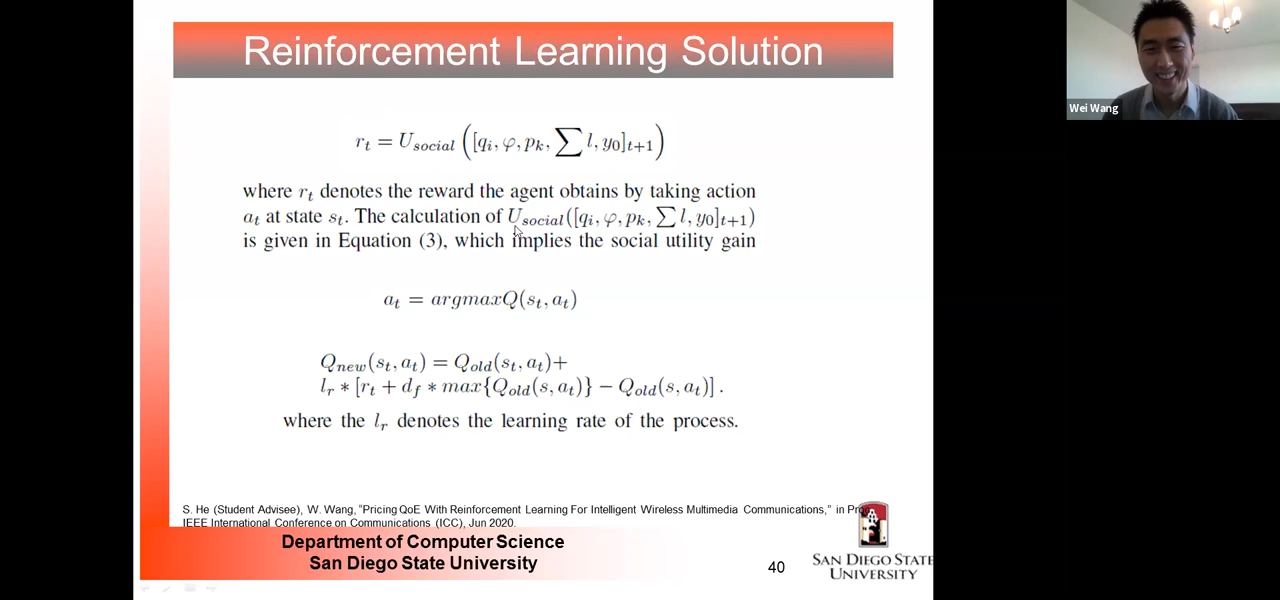 Reinforcement Learning Solution
Wei Wang
r_t = U_social ([q_i, φ, p_k, ∑ l, y_0]_{t+1})
where r_t denotes the reward the agent obtains by taking action
a_t at state s_t. The calculation of U_social([q_i, φ, p_k, ∑ l, y_0]_{t+1})
is given in Equation (3), which implies the social utility gain
a_t = argmaxQ(s_t, a_t)
Q_new(s_t, a_t) = Q_old(s_t, a_t)+
l_r * [r_t + d_f * max{Q_old(s, a_t)} − Q_old(s, a_t)] .
where the l_r denotes the learning rate of the process.
S. He (Student Advisee), W. Wang, "Pricing QoE With Reinforcement Learning For Intelligent Wireless Multimedia Communications," in
IEEE International Conference on Communications (ICC), Jun 2020.
Department of Computer Science
San Diego State University
40
SAN DIEGO STATE
UNIVERSITY